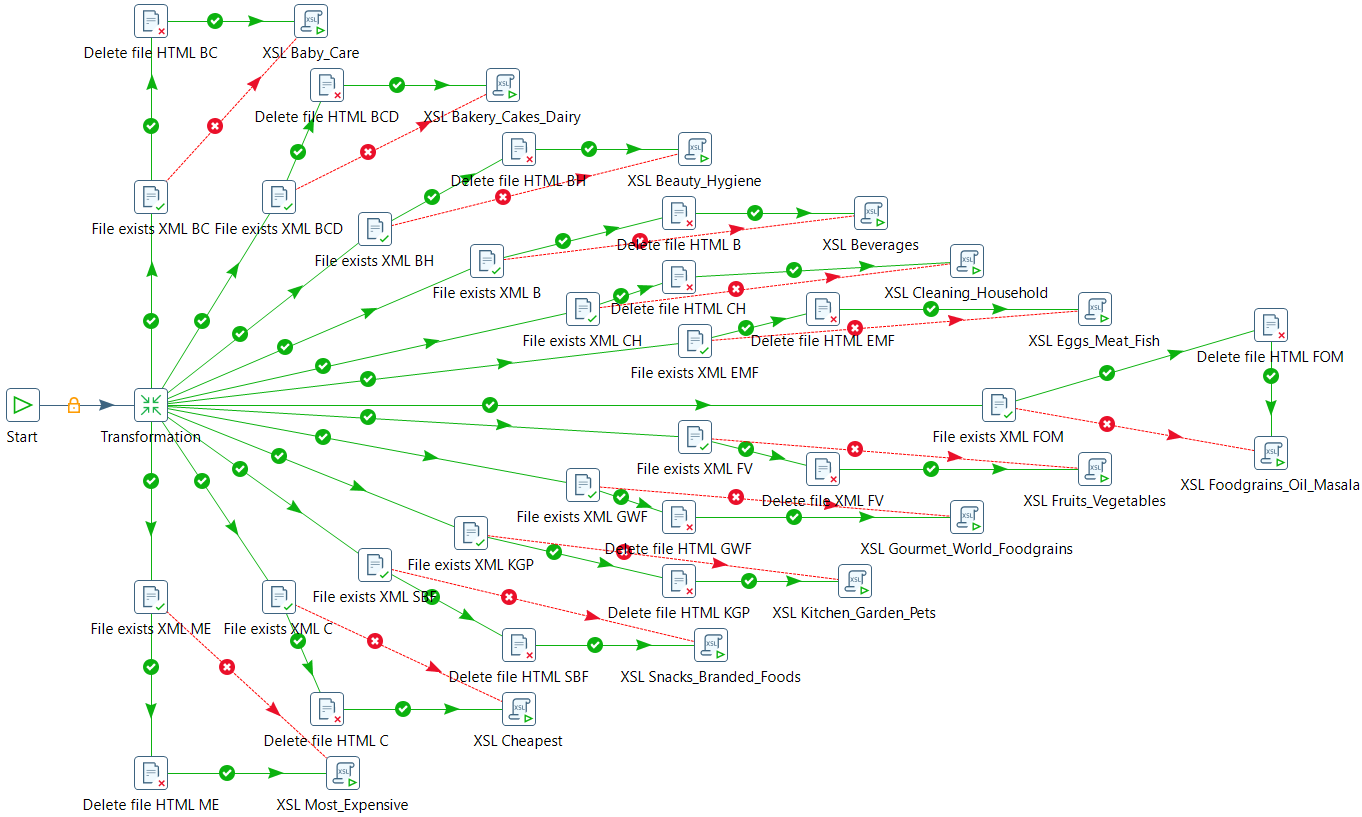 Delete file HTML BC
XSL Baby_Care
Delete file HTML BCD
XSL Bakery_Cakes_Dairy
Delete file HTML BH
XSL Beauty_Hygiene
File exists XML BC
File exists XML BCD
Delete file HTML B
XSL Beverages
File exists XML BH
File exists XML B
XSL Cleaning_Household
Delete file HTML CH
File exists XML CH
Delete file HTML EMF
XSL Eggs_Meat_Fish
Delete file HTML FOM
File exists XML EMF
Start
Transformation
File exists XML FOM
File exists XML FV
XSL Foodgrains_Oil_Masala
Delete file XML FV
XSL Fruits_Vegetables
File exists XML GWF
Delete file HTML GWF
XSL Gourmet_World_Foodgrains
File exists XML KGP
File exists XML SBF
Delete file HTML KGP
XSL Kitchen_Garden_Pets
File exists XML ME
File exists XML C
Delete file HTML SBF
XSL Snacks_Branded_Foods
Delete file HTML C
XSL Cheapest
Delete file HTML ME
XSL Most_Expensive